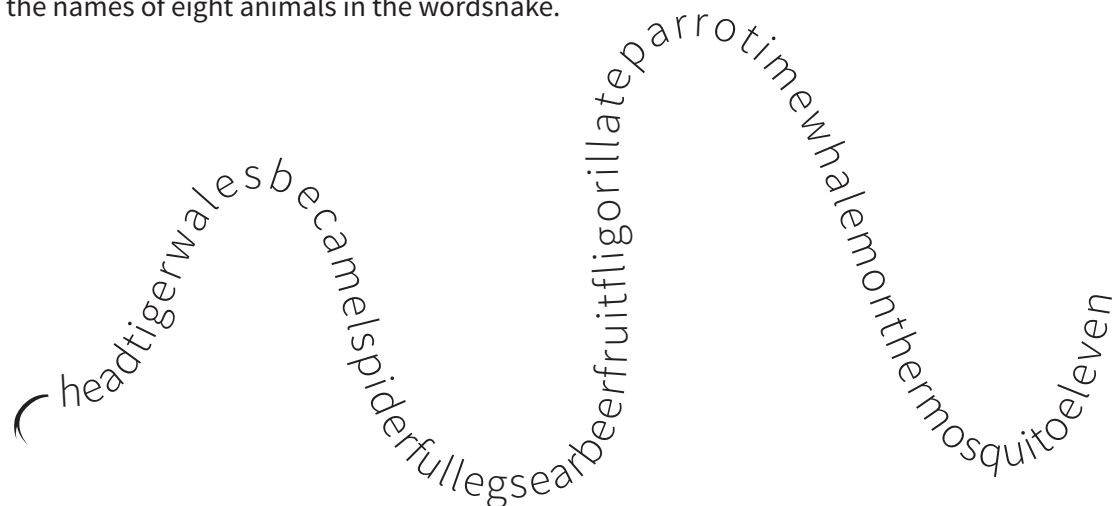 the names of eight animals in the wordsnake.
headtigerwalesbecamelspiderfullegsearbeerfruitfligorillateparrotimewhalemonthermosquitoeleven